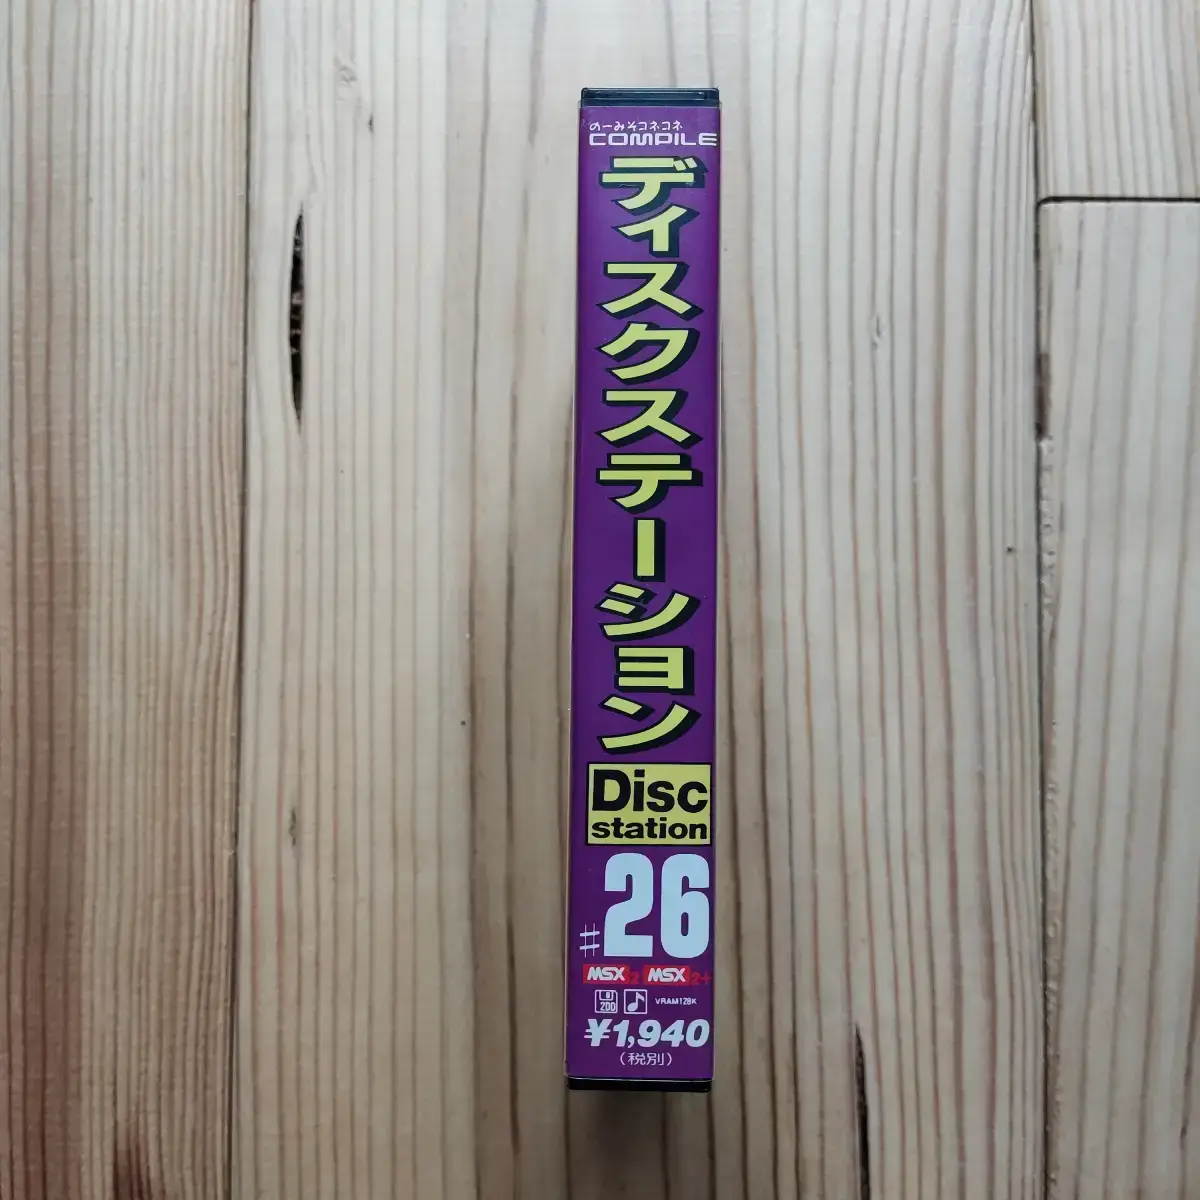 のーみそコネコネ
COMPILE
ディスクステーション
Disc
station
#26
MSX2 MSX2+
2DD VRAM128K
¥1,940
(税別)